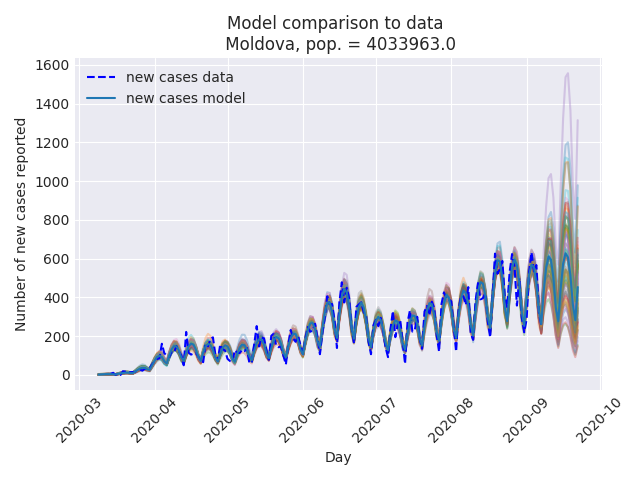 Model comparison to data
Moldova, pop. = 4033963.0
new cases data
new cases model
Number of new cases reported
1600
1400
1200
1000
800
600
400
200
0
2020-03
2020-04
2020-05
2020-06
2020-07
2020-08
2020-09
2020-10
Day